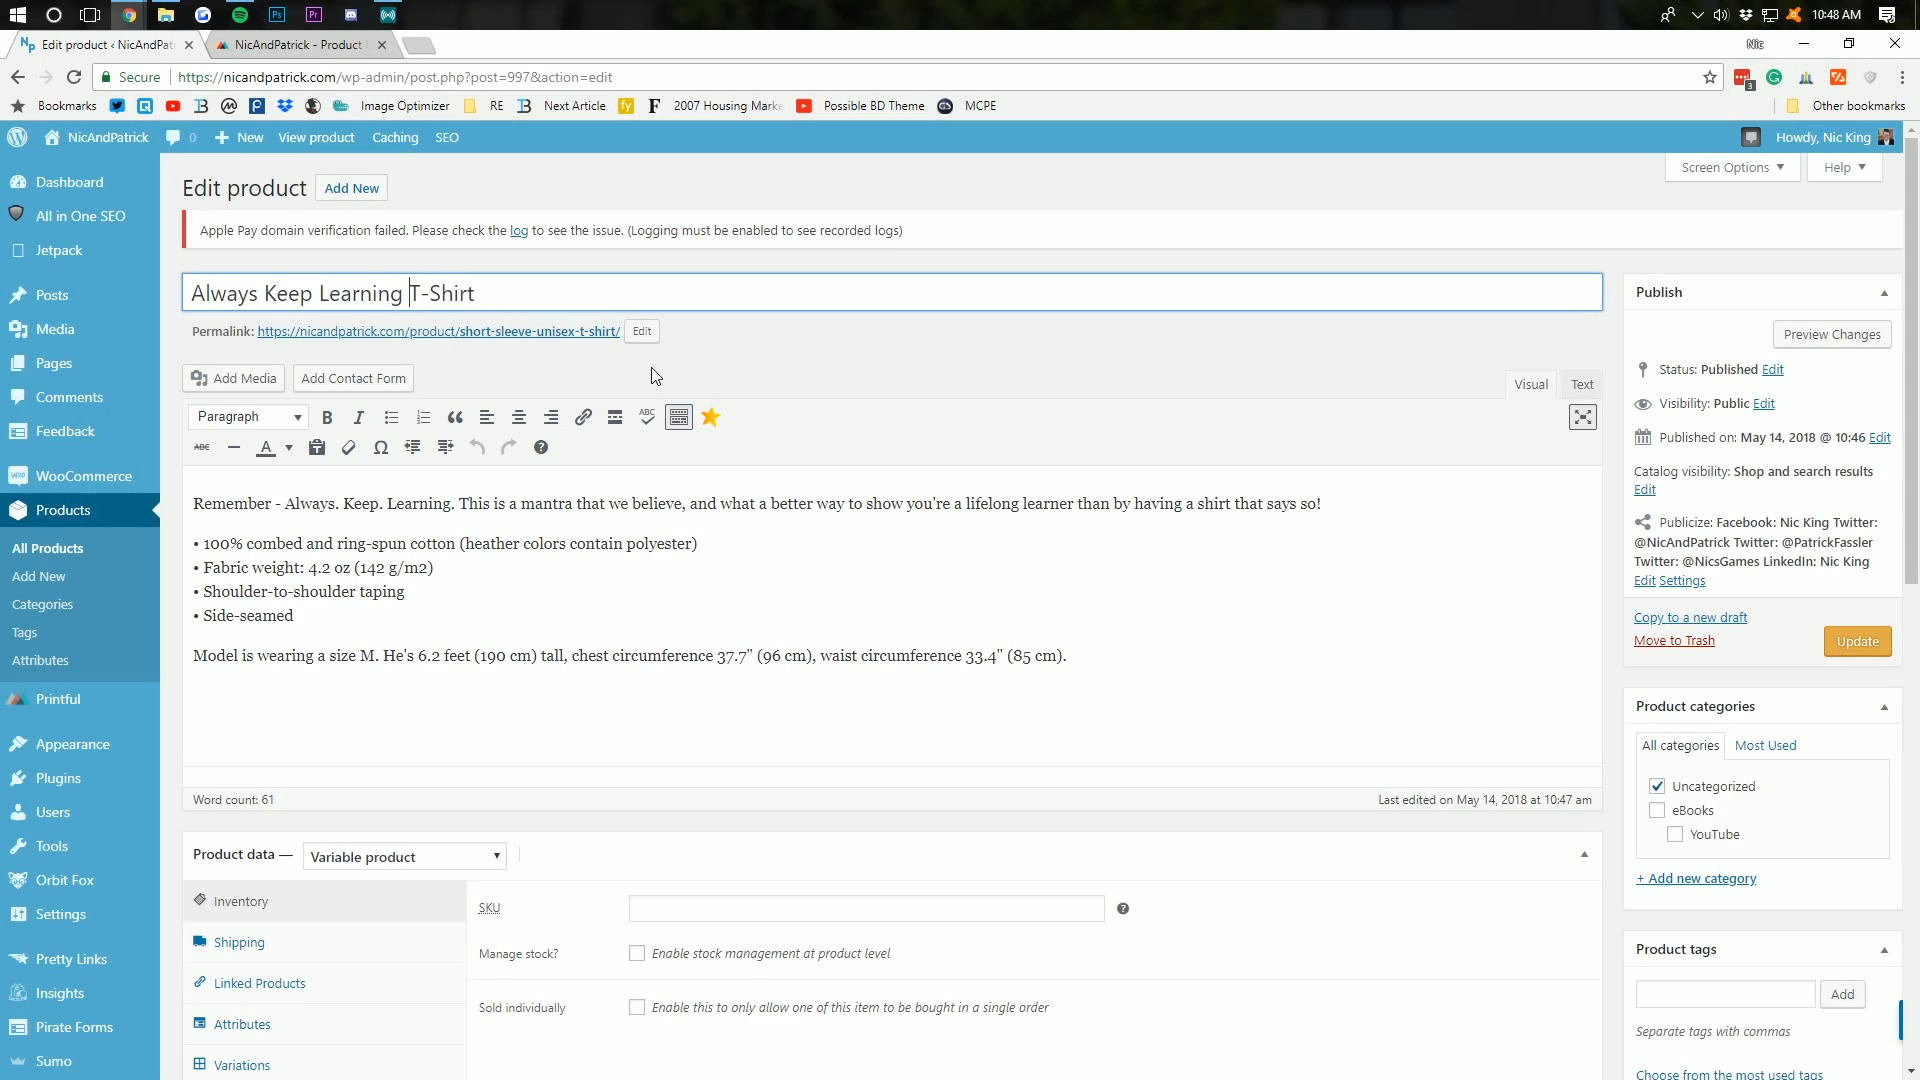 10:48 AM
Edit product ‹ NicAndPat
NicAndPatrick - Product
Nic
Secure
https://nicandpatrick.com/wp-admin/post.php?post=997&action=edit
Bookmarks
Image Optimizer
RE
Next Article
2007 Housing Marke
Possible BD Theme
MCPE
Other bookmarks
NicAndPatrick
0
New
View product
Caching
SEO
Howdy, Nic King
Dashboard
All in One SEO
Jetpack
Posts
Media
Pages
Comments
Feedback
WooCommerce
Products
All Products
Add New
Categories
Tags
Attributes
Printful
Appearance
Plugins
Users
Tools
Orbit Fox
Settings
Pretty Links
Insights
Pirate Forms
Sumo
Screen Options
Help
Edit product
Add New
Apple Pay domain verification failed. Please check the log to see the issue. (Logging must be enabled to see recorded logs)
Always Keep Learning T-Shirt
Permalink: https://nicandpatrick.com/product/short-sleeve-unisex-t-shirt/
Edit
Add Media
Add Contact Form
Visual
Text
Paragraph
Remember - Always. Keep. Learning. This is a mantra that we believe, and what a better way to show you're a lifelong learner than by having a shirt that says so!
• 100% combed and ring-spun cotton (heather colors contain polyester)
• Fabric weight: 4.2 oz (142 g/m2)
• Shoulder-to-shoulder taping
• Side-seamed
Model is wearing a size M. He's 6.2 feet (190 cm) tall, chest circumference 37.7" (96 cm), waist circumference 33.4" (85 cm).
Word count: 61
Last edited on May 14, 2018 at 10:47 am
Product data —
Variable product
Inventory
Shipping
Linked Products
Attributes
Variations
SKU
Manage stock?
Enable stock management at product level
Sold individually
Enable this to only allow one of this item to be bought in a single order
Publish
Preview Changes
Status: Published Edit
Visibility: Public Edit
Published on: May 14, 2018 @ 10:46 Edit
Catalog visibility: Shop and search results
Edit
Publicize: Facebook: Nic King Twitter:
@NicAndPatrick Twitter: @PatrickFassler
Twitter: @NicsGames LinkedIn: Nic King
Edit Settings
Copy to a new draft
Move to Trash
Update
Product categories
All categories
Most Used
Uncategorized
eBooks
YouTube
+ Add new category
Product tags
Add
Separate tags with commas
Choose from the most used tags